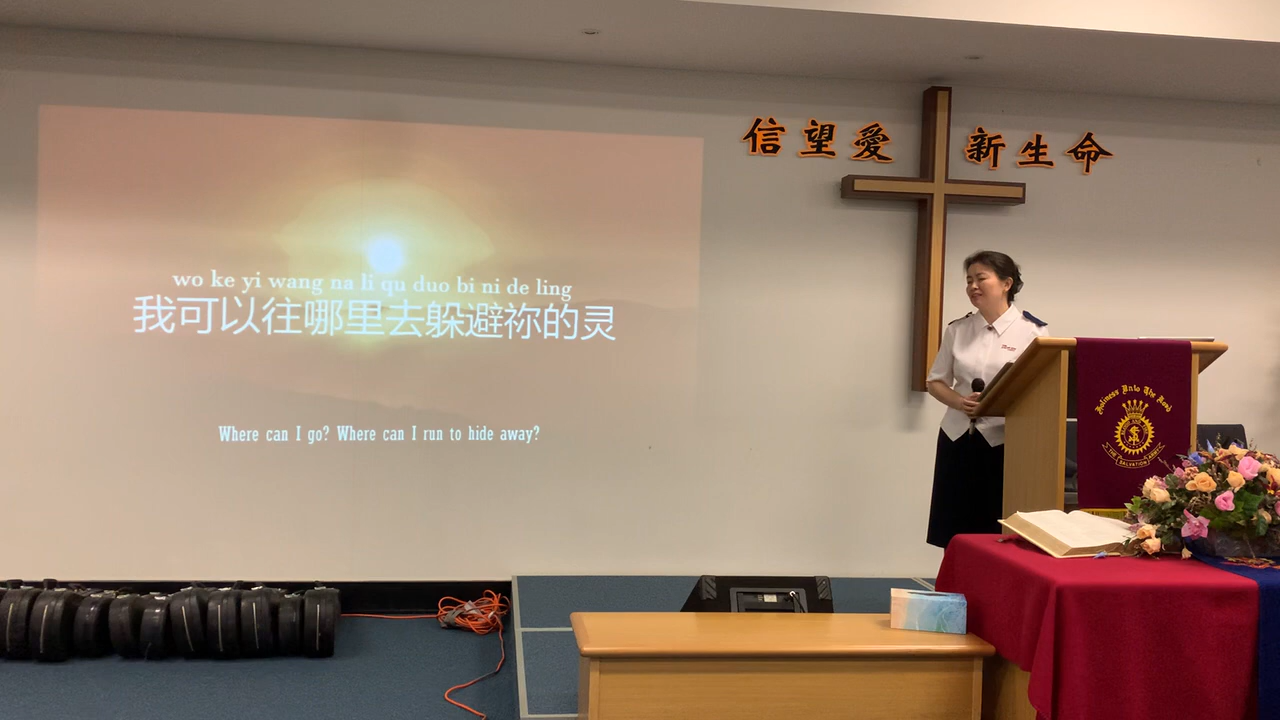 wo ke yi wang na li qu duo bi ni de ling
我可以往哪里去躲避祢的灵
Where can I go? Where can I run to hide away?
信望愛 新生命
Holiness Unto The Lord
THE SALVATION ARMY